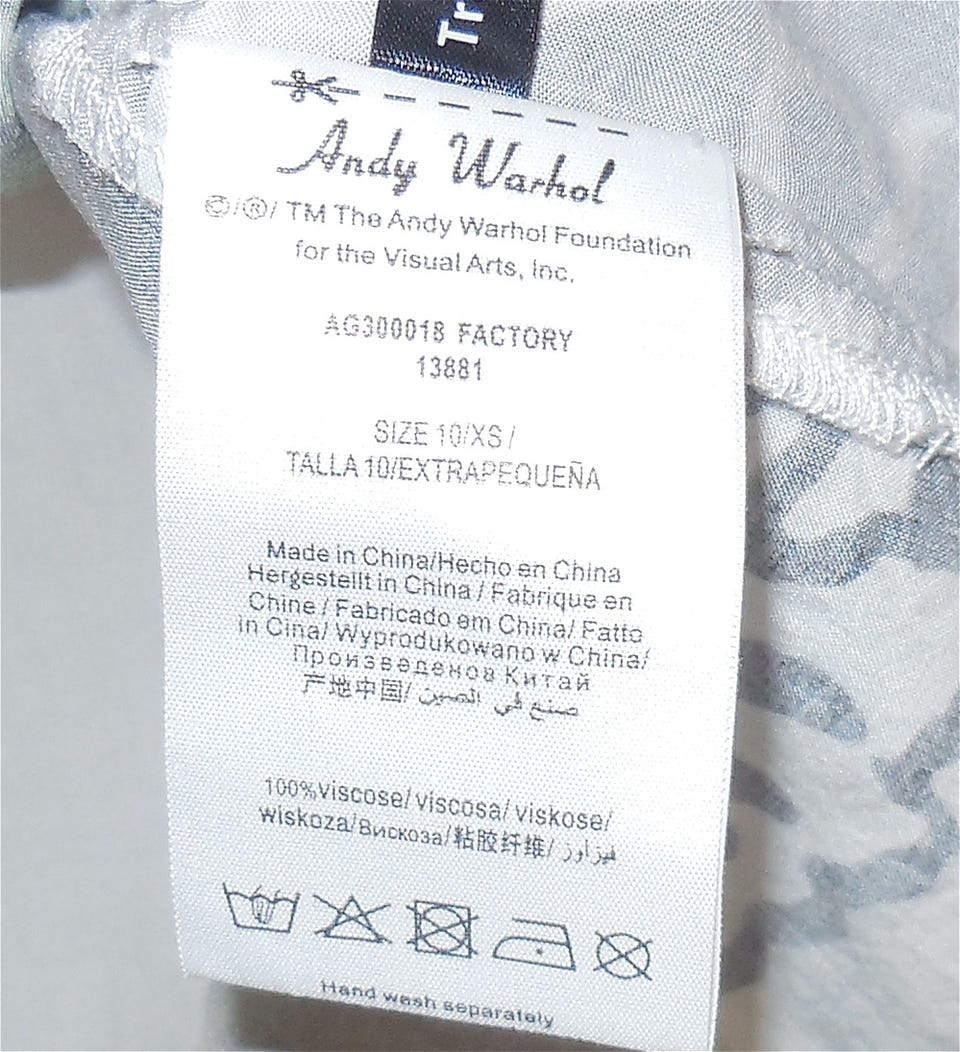 Tr
Andy Warhol
©/®/ TM The Andy Warhol Foundation
for the Visual Arts, Inc.
AG300018 FACTORY
13881
SIZE 10/XS /
TALLA 10/EXTRAPEQUEÑA
Made in China/Hecho en China
Hergestellt in China / Fabrique en
Chine / Fabricado em China/ Fatto
in Cina/ Wyprodukowano w China/
Произведенов Китай
产地中国/ صنع في الصين
100%viscose/ viscosa/ viskose/
wiskoza/Вискоза/粘胶纤维/ فيزاوز
Hand wash separately